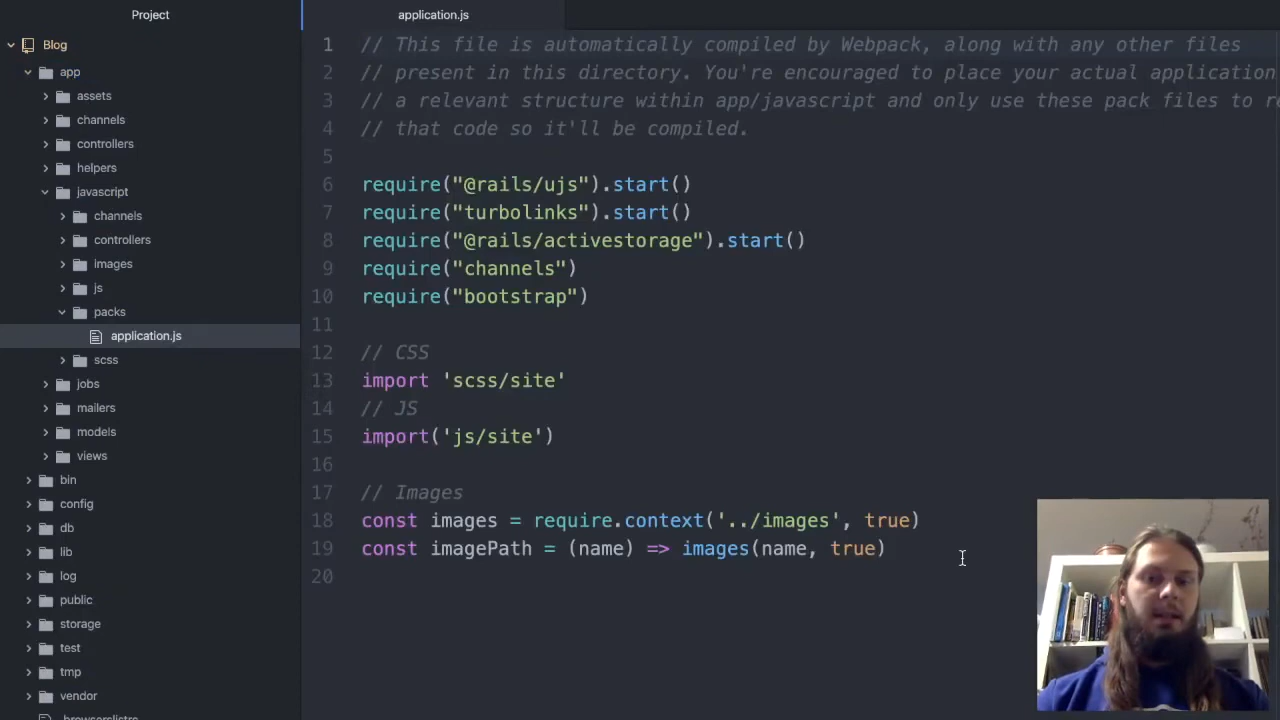 Project
application.js
Blog
app
assets
channels
controllers
helpers
javascript
channels
controllers
images
js
packs
application.js
scss
jobs
mailers
models
views
bin
config
db
lib
log
public
storage
test
tmp
vendor
.browserslistrc
1 // This file is automatically compiled by Webpack, along with any other files
2 // present in this directory. You're encouraged to place your actual application
3 // a relevant structure within app/javascript and only use these pack files to re
4 // that code so it'll be compiled.
5
6 require("@rails/ujs").start()
7 require("turbolinks").start()
8 require("@rails/activestorage").start()
9 require("channels")
10 require("bootstrap")
11
12 // CSS
13 import 'scss/site'
14 // JS
15 import('js/site')
16
17 // Images
18 const images = require.context('../images', true)
19 const imagePath = (name) => images(name, true)
20